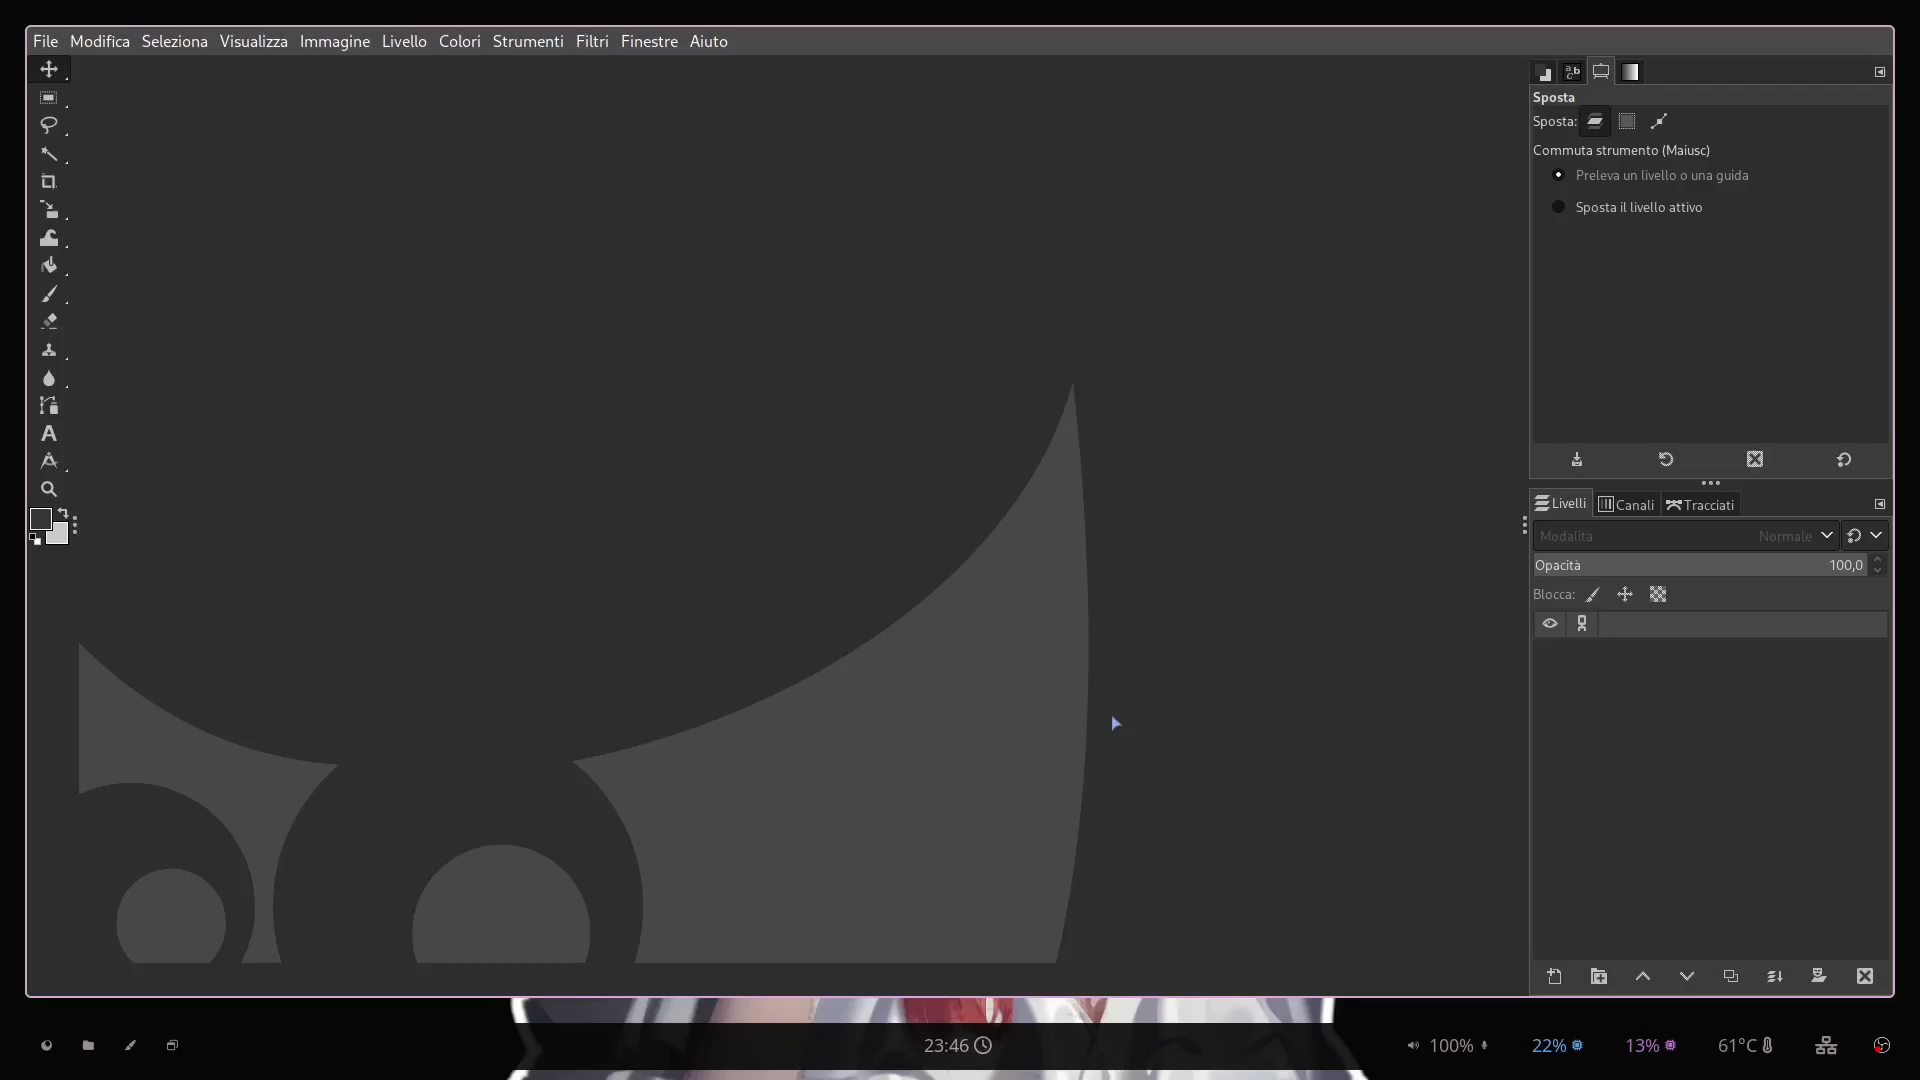 File Modifica Seleziona Visualizza Immagine Livello Colori Strumenti Filtri Finestre Aiuto
Sposta
Sposta:
Commuta strumento (Maiusc)
Preleva un livello o una guida
Sposta il livello attivo
Livelli Canali Tracciati
Modalità Normale
Opacità 100,0
Blocca:
23:46 100% 22% 13% 61°C